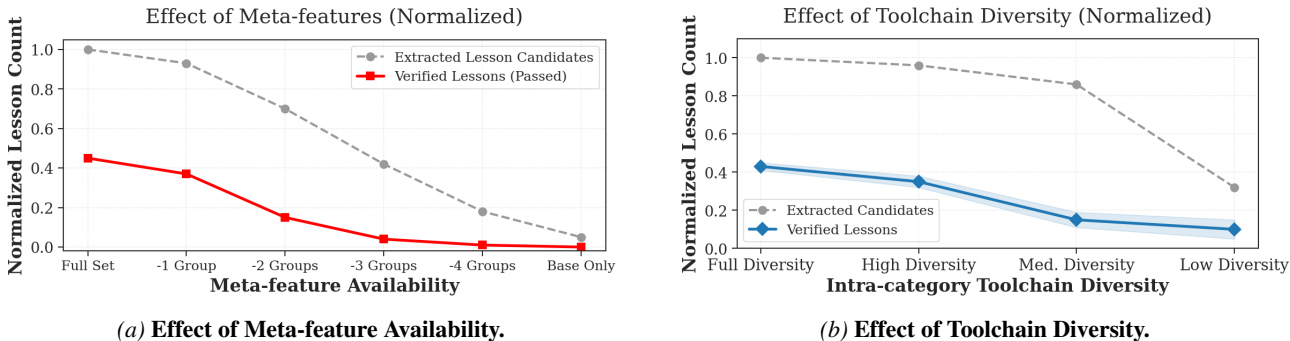 Effect of Meta-features (Normalized)
Normalized Lesson Count
1.0
0.8
0.6
0.4
0.2
0.0
Extracted Lesson Candidates
Verified Lessons (Passed)
Full Set
-1 Group
-2 Groups
-3 Groups
-4 Groups
Base Only
Meta-feature Availability
(a) Effect of Meta-feature Availability.
Effect of Toolchain Diversity (Normalized)
Normalized Lesson Count
1.0
0.8
0.6
0.4
0.2
0.0
Extracted Candidates
Verified Lessons
Full Diversity
High Diversity
Med. Diversity
Low Diversity
Intra-category Toolchain Diversity
(b) Effect of Toolchain Diversity.